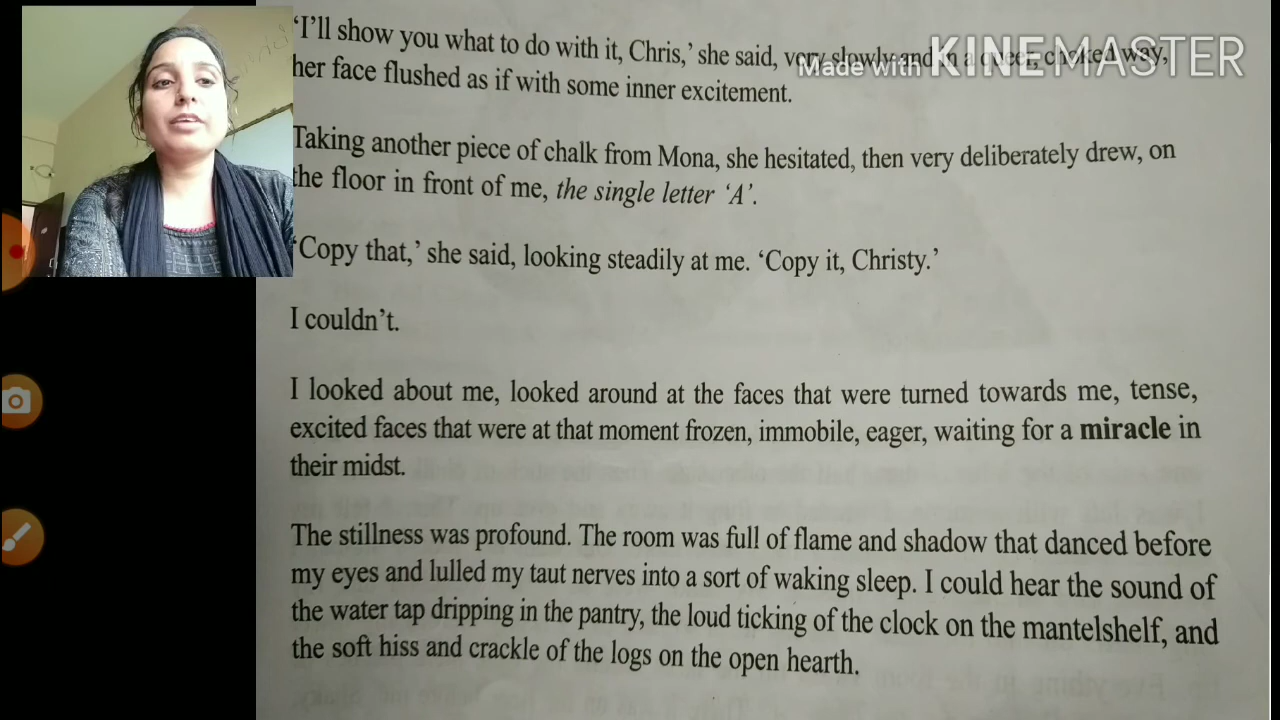 ‘I’ll show you what to do with it, Chris,’ she said, very slowly and in a queer, choked way,
her face flushed as if with some inner excitement.
Made with KINEMASTER
Taking another piece of chalk from Mona, she hesitated, then very deliberately drew, on
the floor in front of me, the single letter ‘A’.
‘Copy that,’ she said, looking steadily at me. ‘Copy it, Christy.’
I couldn’t.
I looked about me, looked around at the faces that were turned towards me, tense,
excited faces that were at that moment frozen, immobile, eager, waiting for a miracle in
their midst.
The stillness was profound. The room was full of flame and shadow that danced before
my eyes and lulled my taut nerves into a sort of waking sleep. I could hear the sound of
the water tap dripping in the pantry, the loud ticking of the clock on the mantelshelf, and
the soft hiss and crackle of the logs on the open hearth.